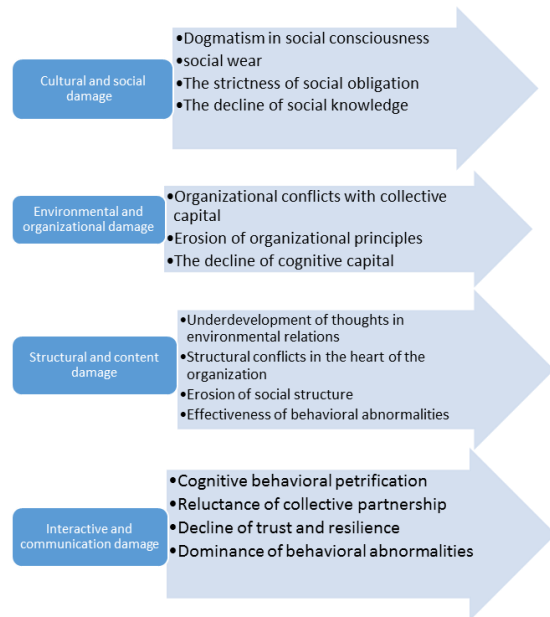 Cultural and social
damage
•Dogmatism in social consciousness
•social wear
•The strictness of social obligation
•The decline of social knowledge
Environmental and
organizational damage
•Organizational conflicts with collective
capital
•Erosion of organizational principles
•The decline of cognitive capital
Structural and content
damage
•Underdevelopment of thoughts in
environmental relations
•Structural conflicts in the heart of the
organization
•Erosion of social structure
•Effectiveness of behavioral abnormalities
Interactive and
communication damage
•Cognitive behavioral petrification
•Reluctance of collective partnership
•Decline of trust and resilience
•Dominance of behavioral abnormalities